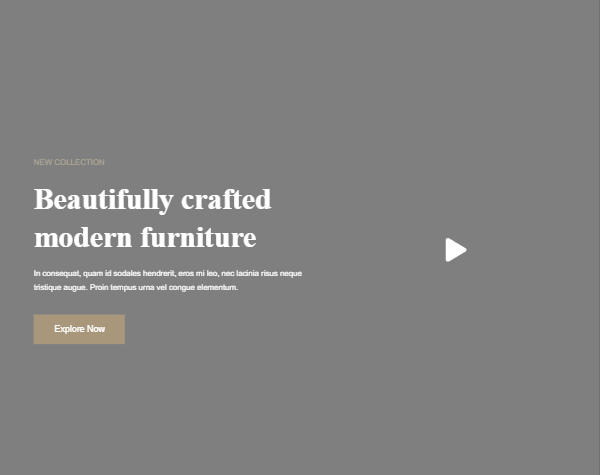 NEW COLLECTION
Beautifully crafted
modern furniture
In consequat, quam id sodales hendrerit, eros mi leo, nec lacinia risus neque
tristique augue. Proin tempus urna vel congue elementum.
Explore Now